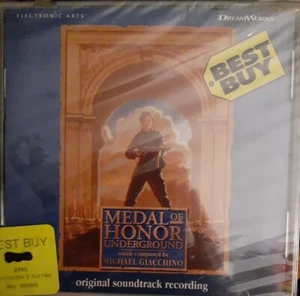 ELECTRONIC ARTS
DREAMWORKS
BEST
BUY
MEDAL OF
HONOR
UNDERGROUND
music composed by
MICHAEL GIACCHINO
EST BUY
original soundtrack recording